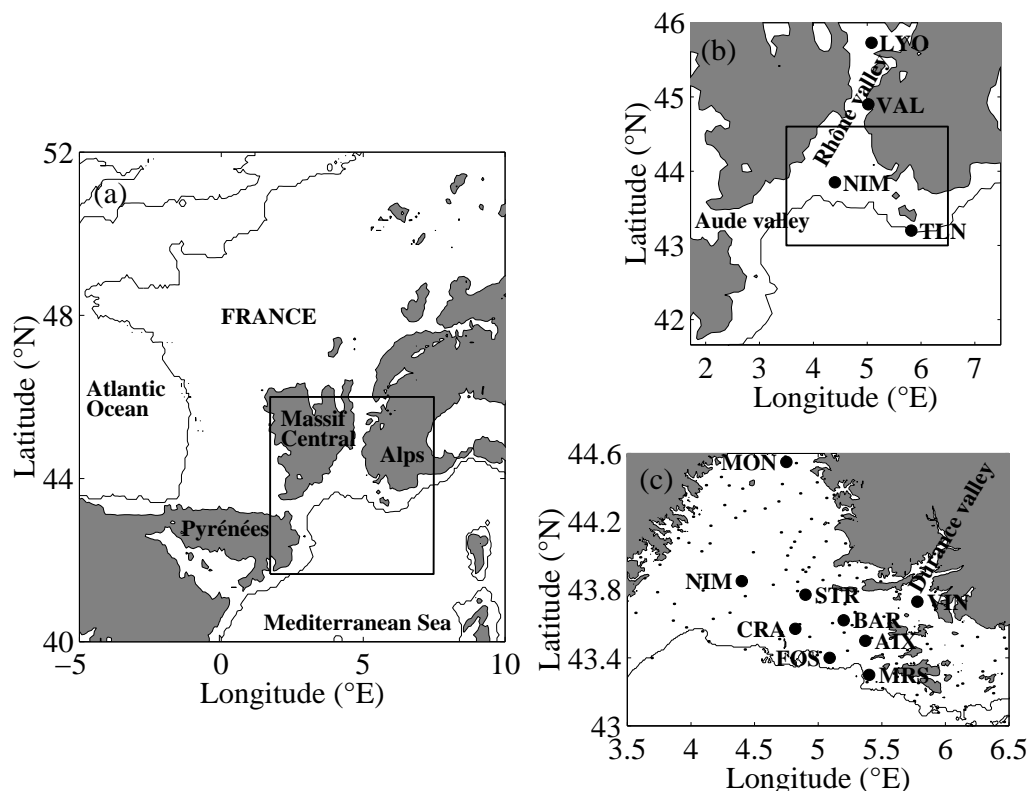 (a)
52
48
44
40
Latitude (°N)
FRANCE
Atlantic
Ocean
Massif
Central
Alps
Pyrénées
Mediterranean Sea
−5
0
5
10
Longitude (°E)
(b)
46
45
44
43
42
Latitude (°N)
LYO
Rhône valley
VAL
NIM
Aude valley
TLN
2
3
4
5
6
7
Longitude (°E)
(c)
44.6
44.2
43.8
43.4
43
Latitude (°N)
MON
Durance valley
NIM
STR
VIN
CRA
BAR
AIX
FOS
MRS
3.5
4
4.5
5
5.5
6
6.5
Longitude (°E)